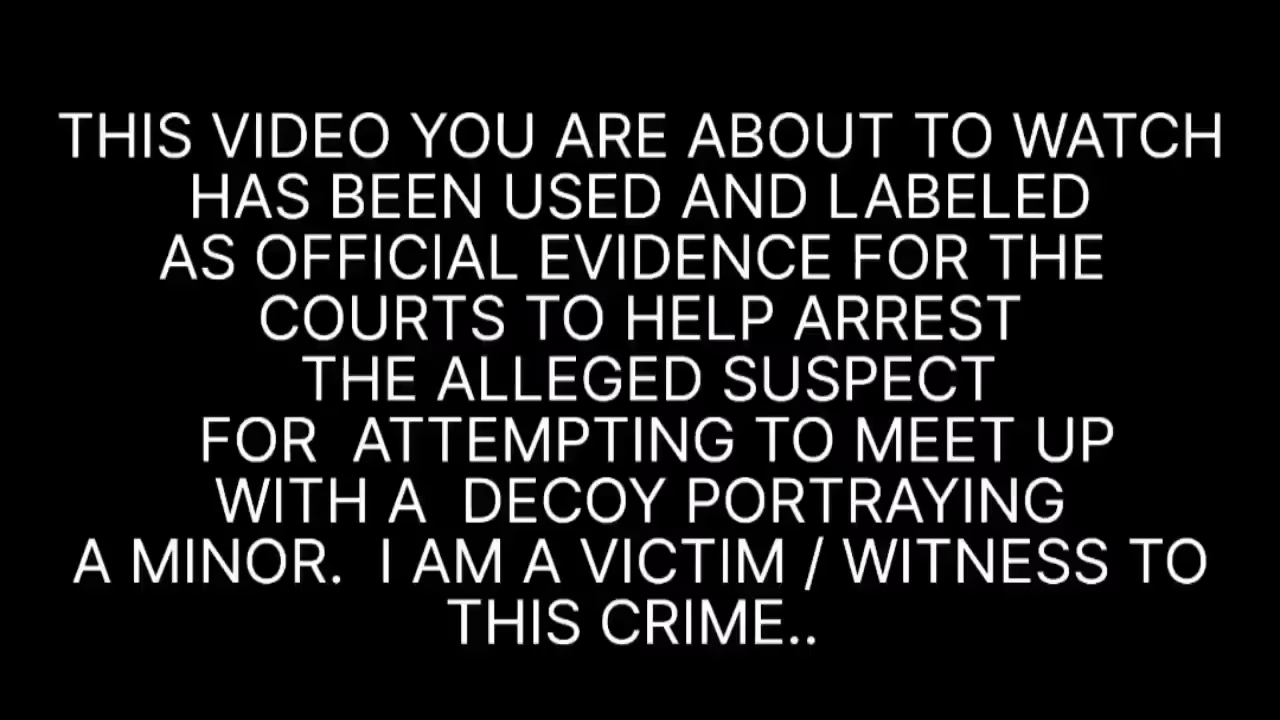 THIS VIDEO YOU ARE ABOUT TO WATCH
HAS BEEN USED AND LABELED
AS OFFICIAL EVIDENCE FOR THE
COURTS TO HELP ARREST
THE ALLEGED SUSPECT
FOR  ATTEMPTING TO MEET UP
WITH A  DECOY PORTRAYING
A MINOR.  I AM A VICTIM / WITNESS TO
THIS CRIME..